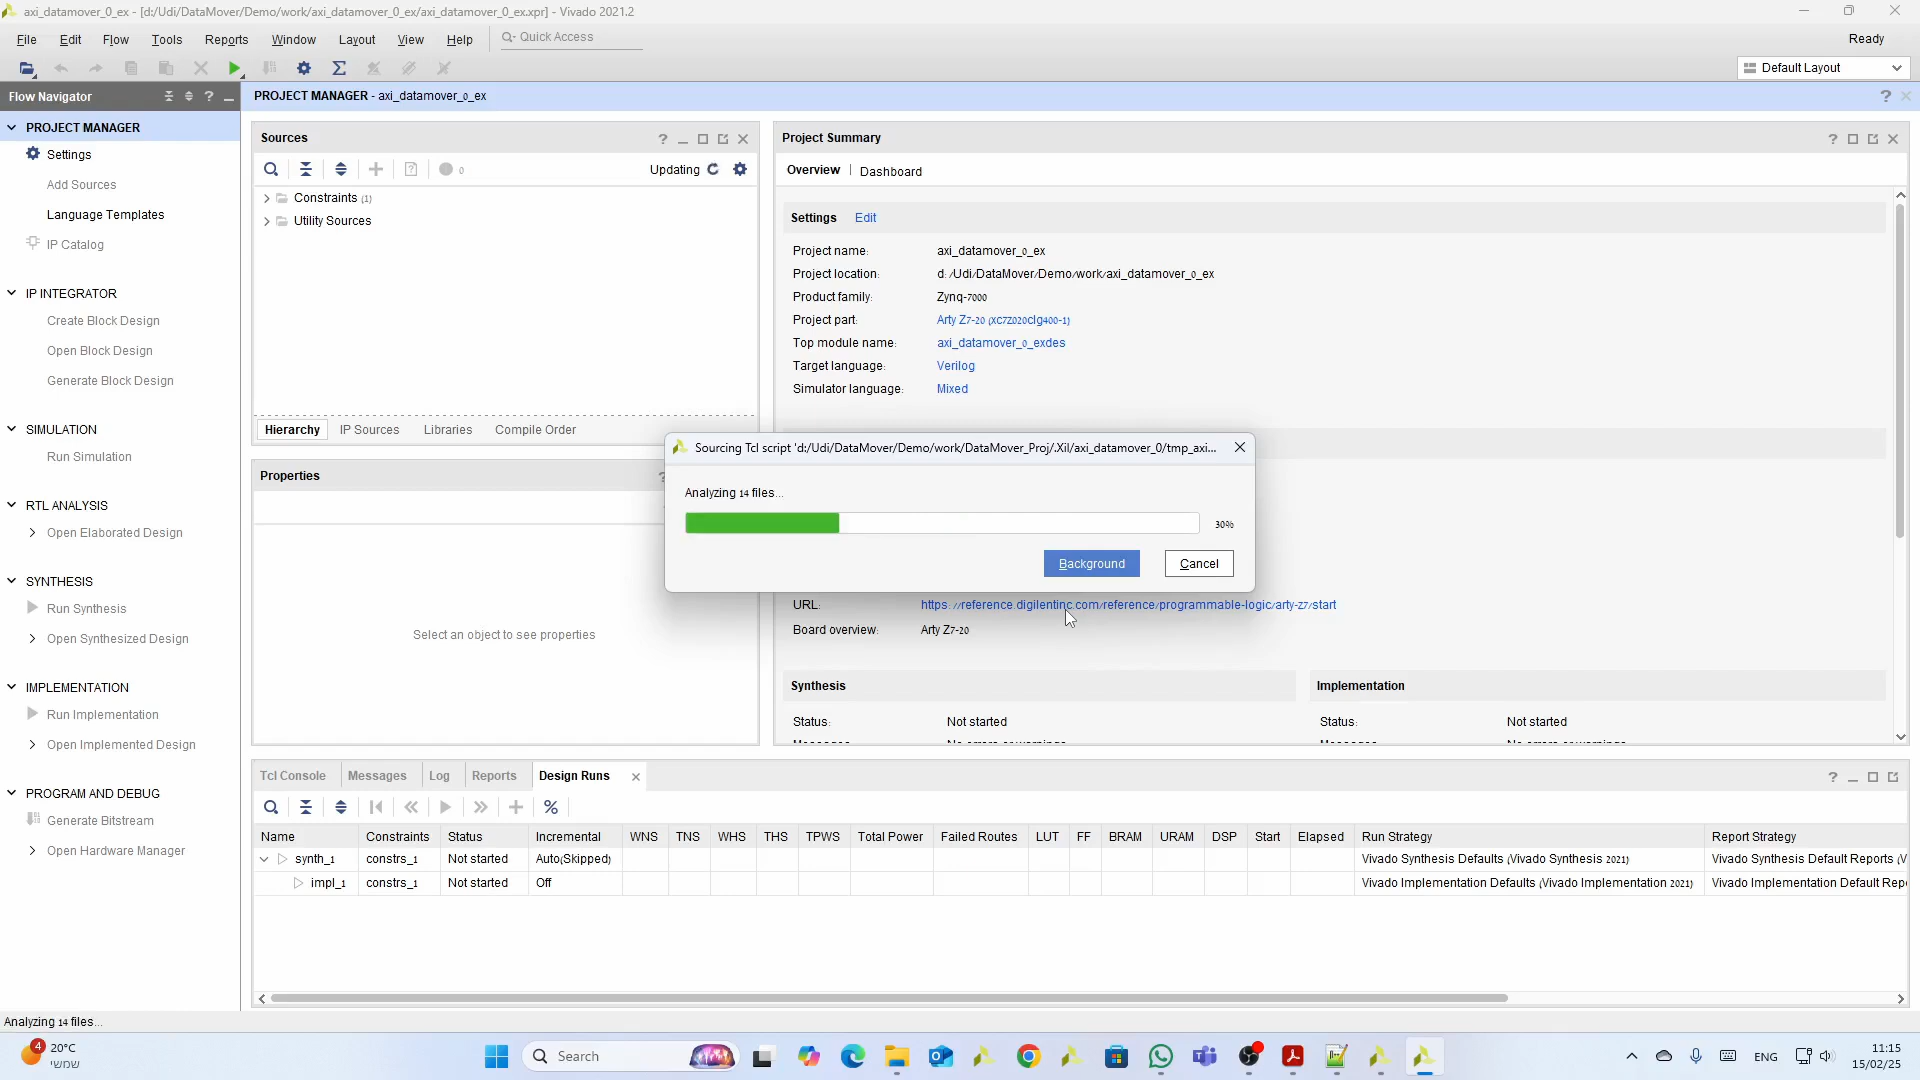 axi_datamover_0_ex - [d:/Udi/DataMover/Demo/work/axi_datamover_0_ex/axi_datamover_0_ex.xpr] - Vivado 2021.2
File Edit Flow Tools Reports Window Layout View Help Quick Access
Ready
Default Layout
Flow Navigator
PROJECT MANAGER
Settings
Add Sources
Language Templates
IP Catalog
IP INTEGRATOR
Create Block Design
Open Block Design
Generate Block Design
SIMULATION
Run Simulation
RTL ANALYSIS
Open Elaborated Design
SYNTHESIS
Run Synthesis
Open Synthesized Design
IMPLEMENTATION
Run Implementation
Open Implemented Design
PROGRAM AND DEBUG
Generate Bitstream
Open Hardware Manager
PROJECT MANAGER - axi_datamover_0_ex
Sources
0
Updating
Constraints (1)
Utility Sources
Hierarchy IP Sources Libraries Compile Order
Properties
Select an object to see properties
Project Summary
Overview | Dashboard
Settings Edit
Project name: axi_datamover_0_ex
Project location: d:/Udi/DataMover/Demo/work/axi_datamover_0_ex
Product family: Zynq-7000
Project part: Arty Z7-20 (xc7z020clg400-1)
Top module name: axi_datamover_0_exdes
Target language: Verilog
Simulator language: Mixed
Sourcing Tcl script 'd:/Udi/DataMover/Demo/work/DataMover_Proj/.Xil/axi_datamover_0/tmp_axi...
Analyzing 14 files...
30%
Background Cancel
URL: https://reference.digilentinc.com/reference/programmable-logic/arty-z7/start
Board overview: Arty Z7-20
Synthesis
Status: Not started
Implementation
Status: Not started
Tcl Console Messages Log Reports Design Runs
Name Constraints Status Incremental WNS TNS WHS THS TPWS Total Power Failed Routes LUT FF BRAM URAM DSP Start Elapsed Run Strategy Report Strategy
synth_1 constrs_1 Not started Auto(Skipped) Vivado Synthesis Defaults (Vivado Synthesis 2021) Vivado Synthesis Default Reports (V
impl_1 constrs_1 Not started Off Vivado Implementation Defaults (Vivado Implementation 2021) Vivado Implementation Default Rep
Analyzing 14 files...
4
20°C
שמשי
Search
ENG
11:15
15/02/25